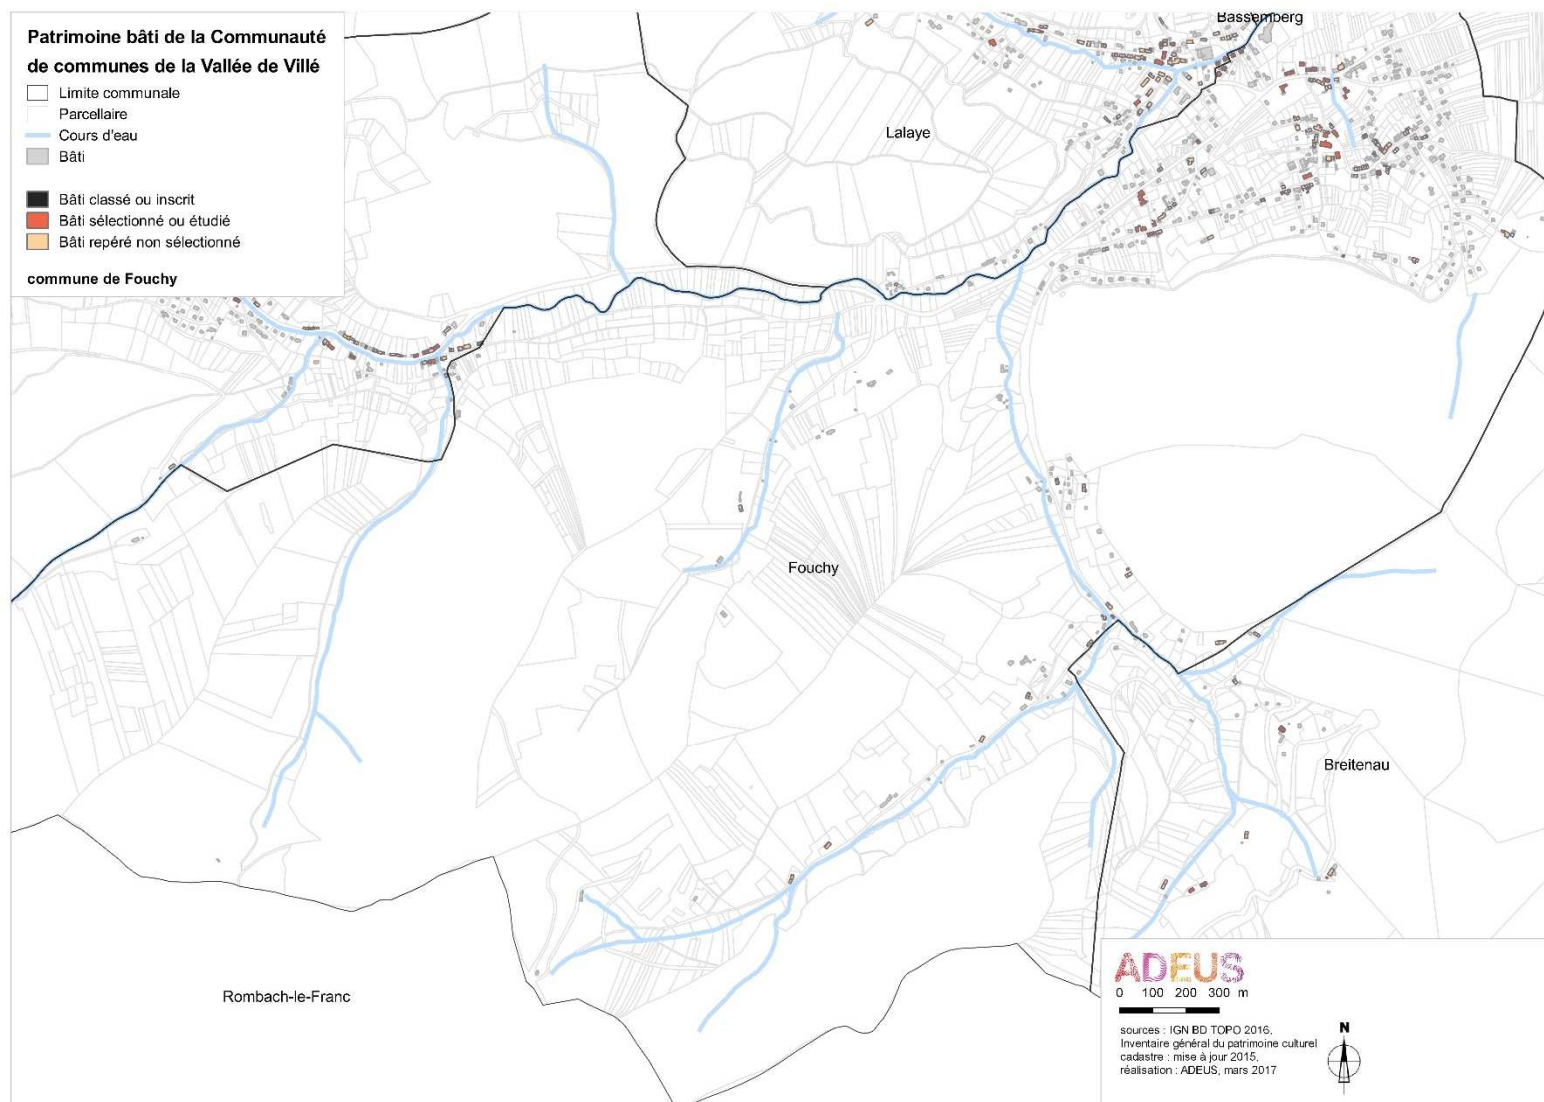 Patrimoine bâti de la Communauté
de communes de la Vallée de Villé
Limite communale
Parcellaire
Cours d'eau
Bâti
Bâti classé ou inscrit
Bâti sélectionné ou étudié
Bâti repéré non sélectionné
commune de Fouchy
Bassemberg
Lalaye
Fouchy
Breitenau
Rombach-le-Franc
ADEUS
0 100 200 300 m
sources : IGN BD TOPO 2016,
Inventaire général du patrimoine culturel
cadastre : mise à jour 2015,
réalisation : ADEUS, mars 2017
N